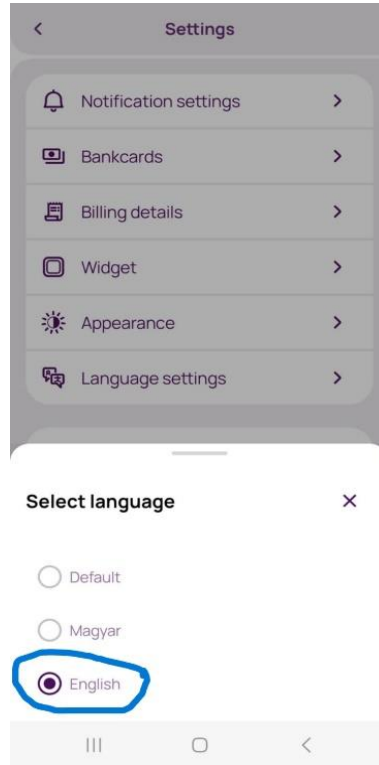 Settings
Notification settings
Bankcards
Billing details
Widget
Appearance
Language settings
Select language
Default
Magyar
English